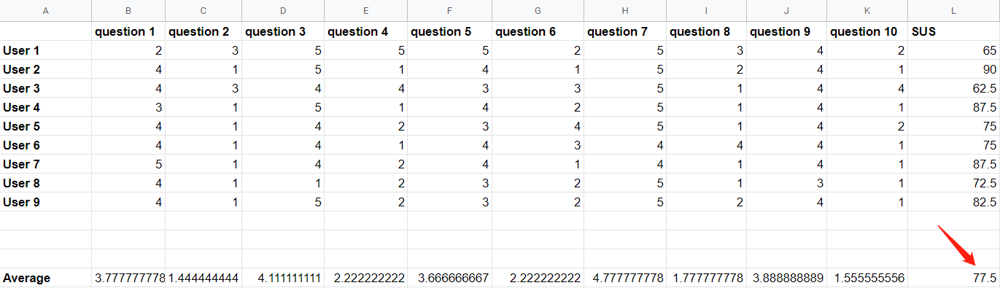 A B C D E F G H I J K L
question 1 question 2 question 3 question 4 question 5 question 6 question 7 question 8 question 9 question 10 SUS
User 1 2 3 5 5 5 2 5 3 4 2 65
User 2 4 1 5 1 4 1 5 2 4 1 90
User 3 4 3 4 4 3 3 5 1 4 4 62.5
User 4 3 1 5 1 4 2 5 1 4 1 87.5
User 5 4 1 4 2 3 4 5 1 4 2 75
User 6 4 1 4 1 4 3 4 4 4 1 75
User 7 5 1 4 2 4 1 4 1 4 1 87.5
User 8 4 1 1 2 3 2 5 1 3 1 72.5
User 9 4 1 5 2 3 2 5 2 4 1 82.5
Average 3.777777778 1.444444444 4.111111111 2.222222222 3.666666667 2.222222222 4.777777778 1.777777778 3.888888889 1.555555556 77.5